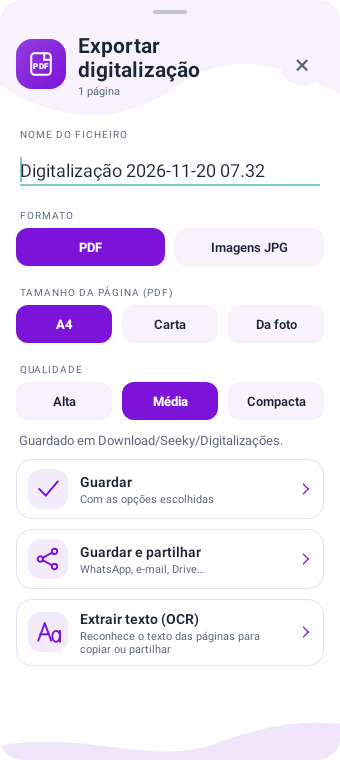 PDF
Exportar
digitalização
1 página
NOME DO FICHEIRO
Digitalização 2026-11-20 07.32
FORMATO
PDF
Imagens JPG
TAMANHO DA PÁGINA (PDF)
A4
Carta
Da foto
QUALIDADE
Alta
Média
Compacta
Guardado em Download/Seeky/Digitalizações.
Guardar
Com as opções escolhidas
Guardar e partilhar
WhatsApp, e-mail, Drive…
Aa
Extrair texto (OCR)
Reconhece o texto das páginas para
copiar ou partilhar